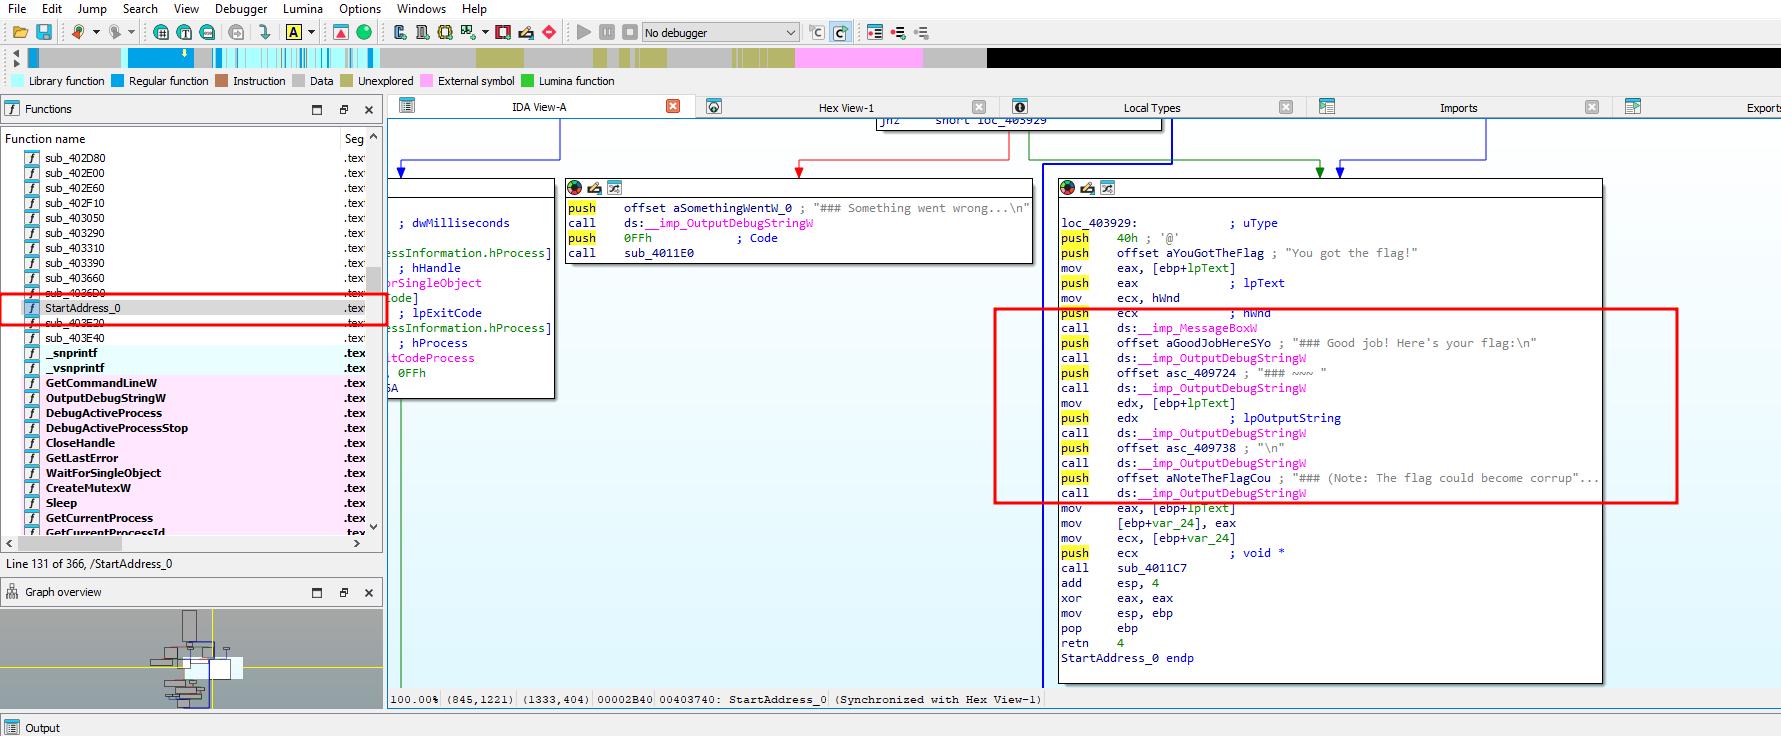 File Edit Jump Search View Debugger Lumina Options Windows Help
No debugger
Library function Regular function Instruction Data Unexplored External symbol Lumina function
Functions
IDA View-A
Hex View-1
Local Types
Imports
Exports
Function name Seg
sub_402D80 .tex
sub_402E00 .tex
sub_402E60 .tex
sub_402F10 .tex
sub_403050 .tex
sub_403290 .tex
sub_403310 .tex
sub_403390 .tex
sub_403660 .tex
sub_4036D0 .tex
StartAddress_0 .tex
sub_403E20 .tex
sub_403E40 .tex
_snprintf .tex
_vsnprintf .tex
GetCommandLineW .tex
OutputDebugStringW .tex
DebugActiveProcess .tex
DebugActiveProcessStop .tex
CloseHandle .tex
GetLastError .tex
WaitForSingleObject .tex
CreateMutexW .tex
Sleep .tex
GetCurrentProcess .tex
GetCurrentProcessId .tex
Line 131 of 366, /StartAddress_0
Graph overview
jnz short loc_403929
; dwMilliseconds
essInformation.hProcess]
; hHandle
orSingleObject
ode]
; lpExitCode
essInformation.hProcess]
; hProcess
itCodeProcess
, 0FFh
push offset aSomethingWentW_0 ; "### Something went wrong...\n"
call ds:__imp_OutputDebugStringW
push 0FFh ; Code
call sub_4011E0
loc_403929: ; uType
push 40h ; '@'
push offset aYouGotTheFlag ; "You got the flag!"
mov eax, [ebp+lpText]
push eax ; lpText
mov ecx, hWnd
push ecx ; hWnd
call ds:__imp_MessageBoxW
push offset aGoodJobHereSYo ; "### Good job! Here's your flag:\n"
call ds:__imp_OutputDebugStringW
push offset asc_409724 ; "### ~~~ "
call ds:__imp_OutputDebugStringW
mov edx, [ebp+lpText]
push edx ; lpOutputString
call ds:__imp_OutputDebugStringW
push offset asc_409738 ; "\n"
call ds:__imp_OutputDebugStringW
push offset aNoteTheFlagCou ; "### (Note: The flag could become corrup"...
call ds:__imp_OutputDebugStringW
mov eax, [ebp+lpText]
mov [ebp+var_24], eax
mov ecx, [ebp+var_24]
push ecx ; void *
call sub_4011C7
add esp, 4
xor eax, eax
mov esp, ebp
pop ebp
retn 4
StartAddress_0 endp
100.00% (845,1221) (1333,404) 00002B40 00403740: StartAddress_0 (Synchronized with Hex View-1)
Output